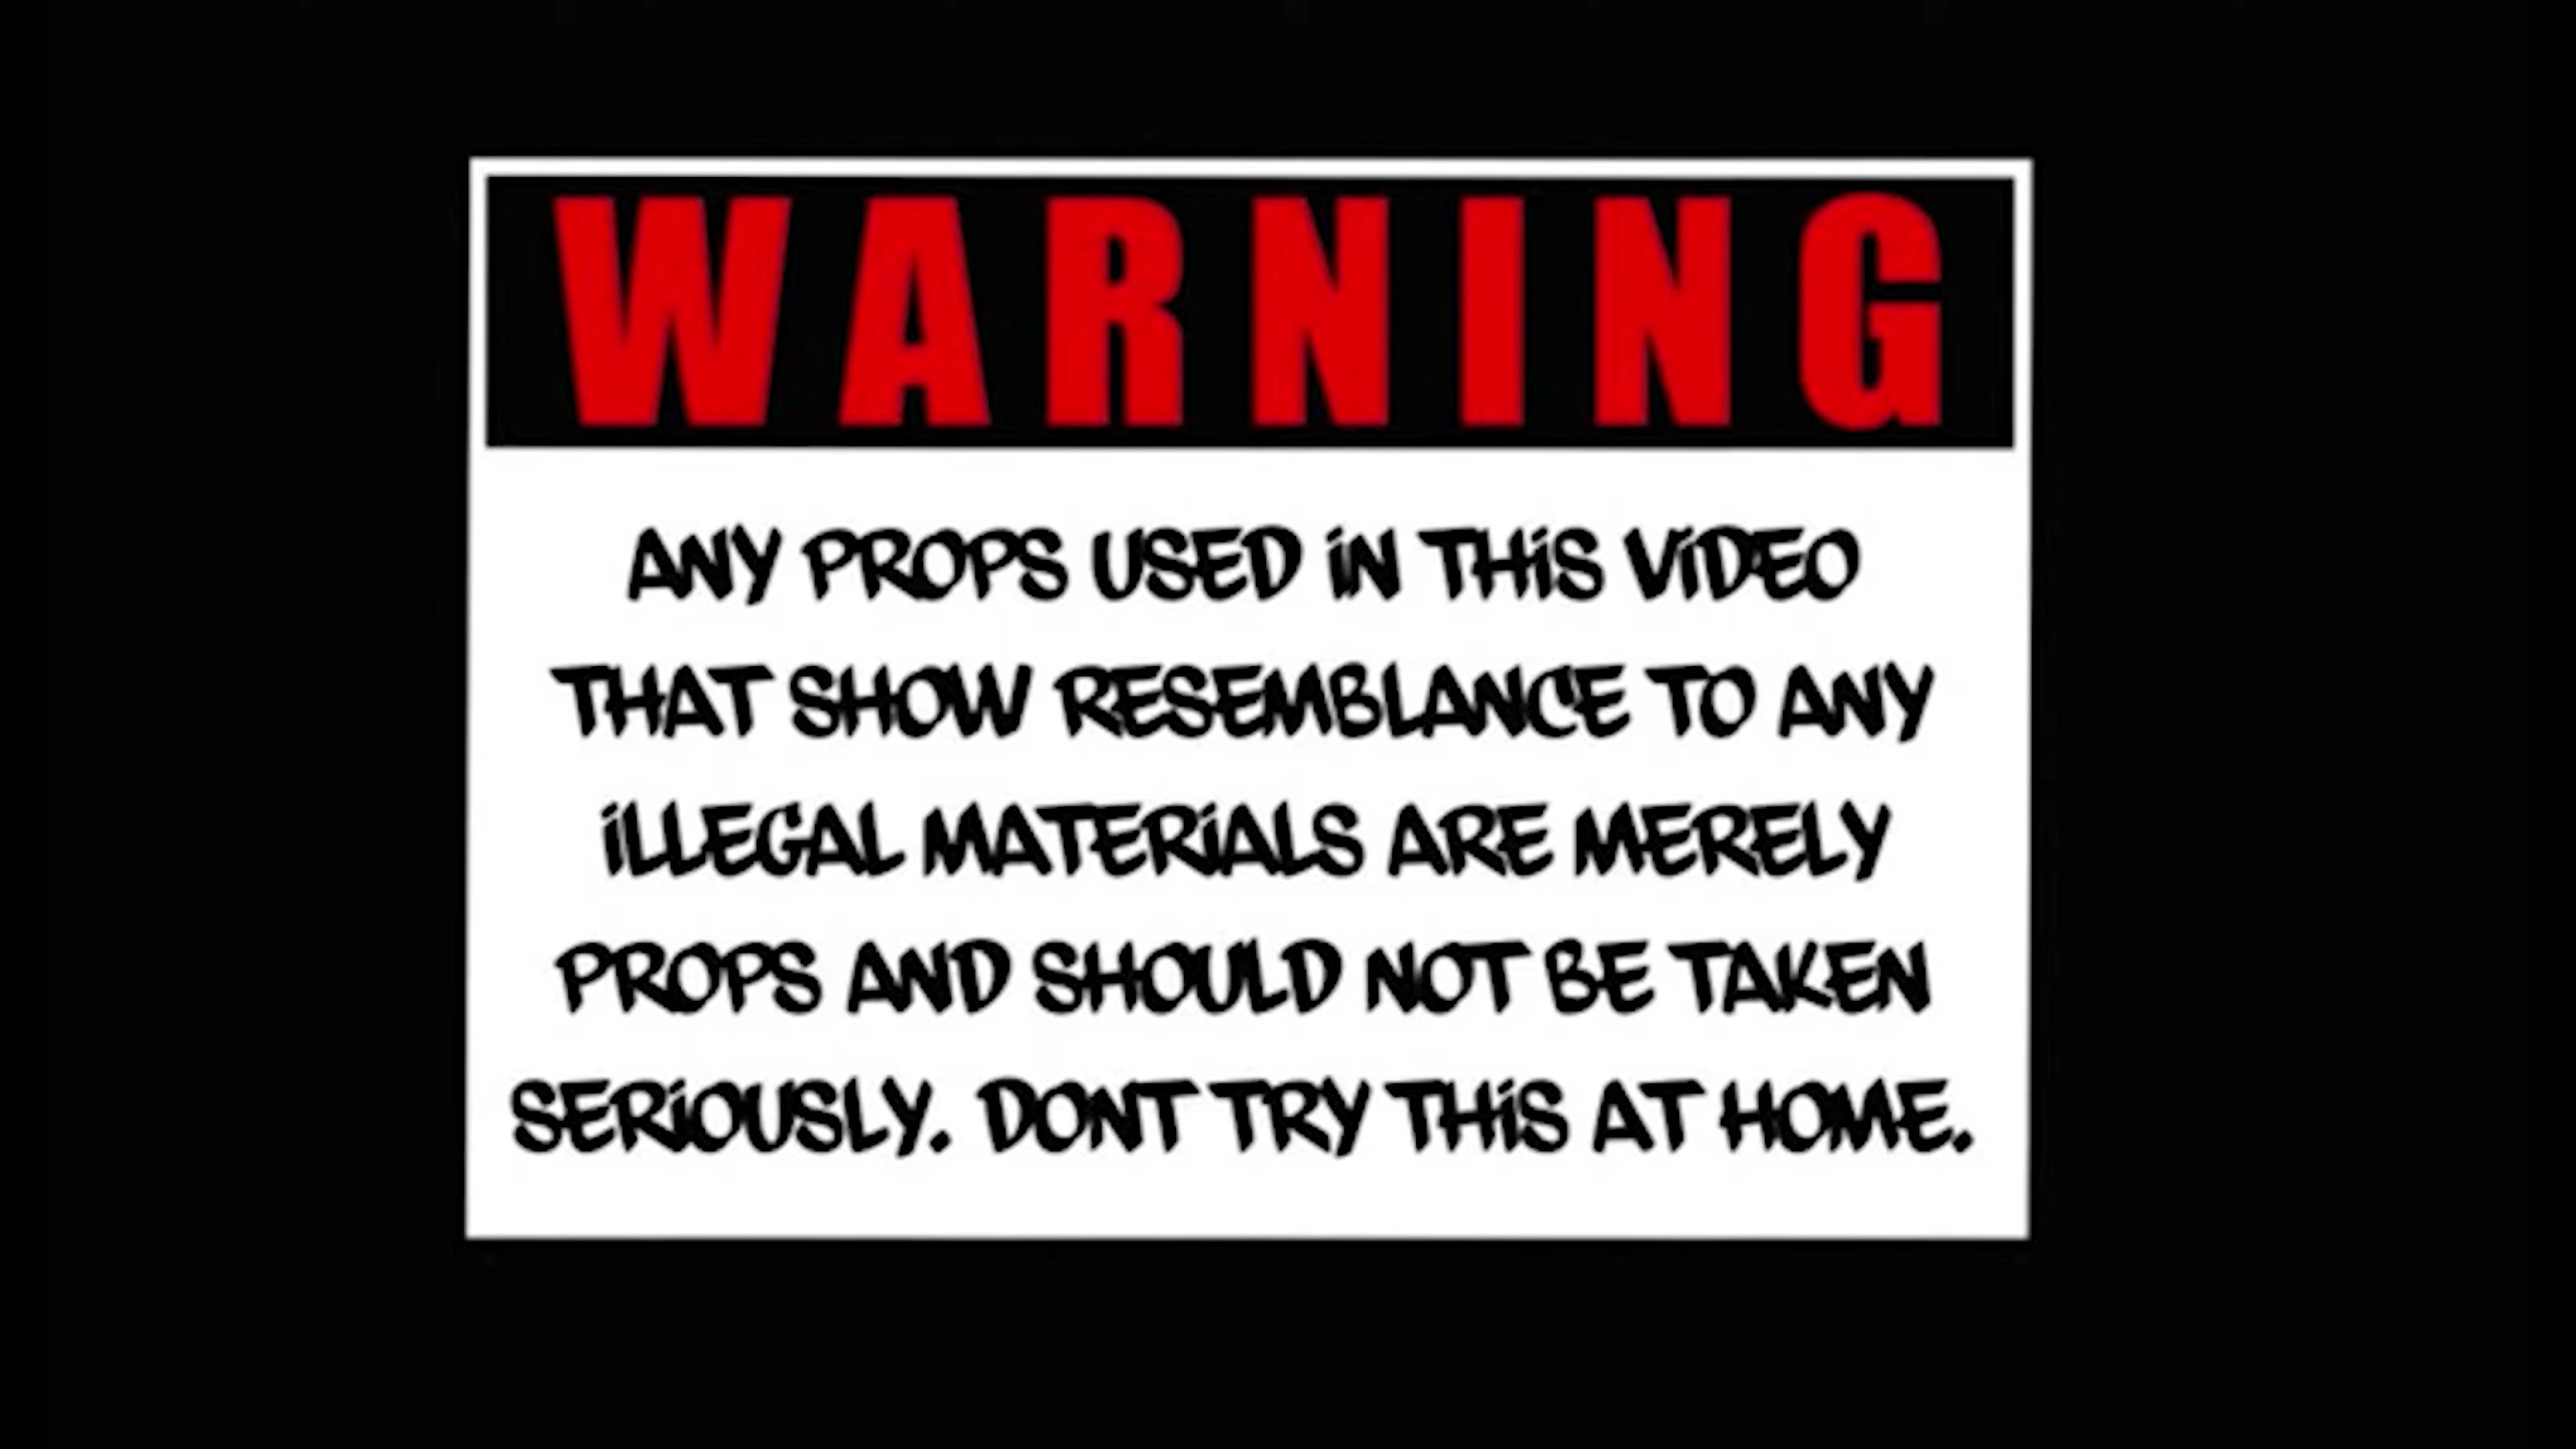 WARNING
ANY PROPS USED iN THiS ViDEO
THAT SHOW RESEMBLANCE TO ANY
iLLEGAL MATERiALS ARE MERELY
PROPS AND SHOULD NOT BE TAKEN
SERiOUSLY. DONT TRY THiS AT HOME.